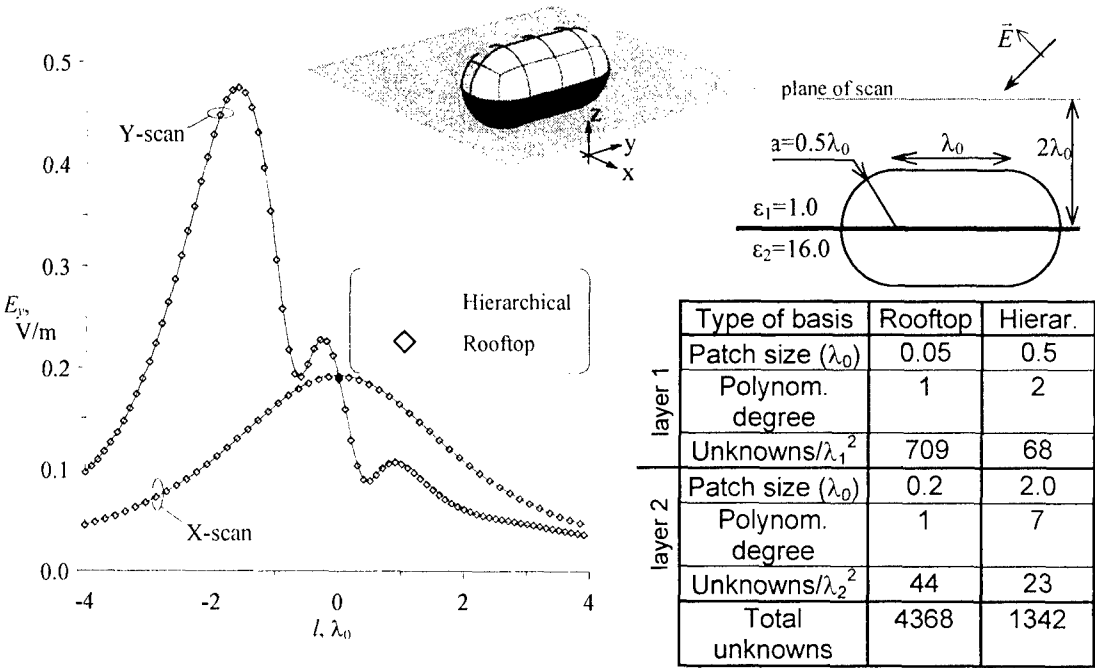 0.5
0.4
0.3
0.2
0.1
0.0
E_y,
V/m
-4
-2
0
2
4
l, λ₀
Y-scan
X-scan
Hierarchical
Rooftop
z
y
x
E
plane of scan
a=0.5λ₀
λ₀
2λ₀
ε₁=1.0
ε₂=16.0
Type of basis Rooftop Hierar.
layer 1
Patch size (λ₀) 0.05 0.5
Polynom. degree 1 2
Unknowns/λ₁² 709 68
layer 2
Patch size (λ₀) 0.2 2.0
Polynom. degree 1 7
Unknowns/λ₂² 44 23
Total unknowns 4368 1342